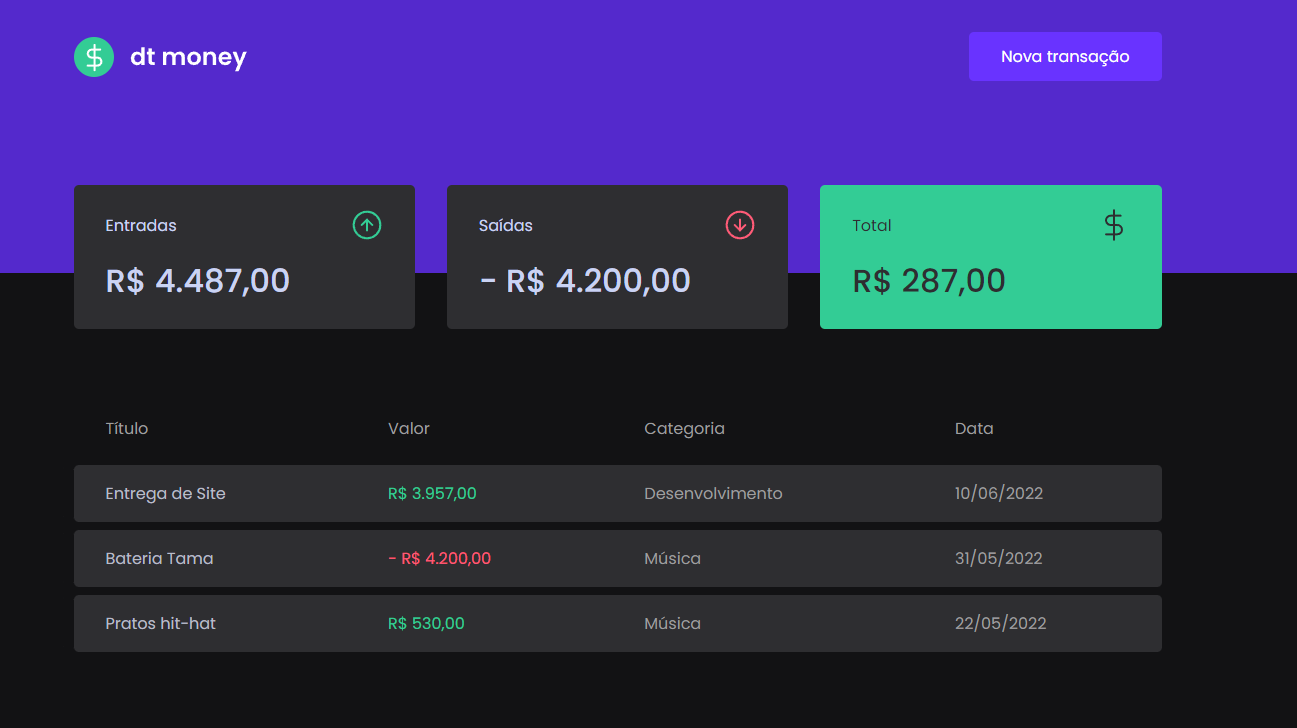 $ dt money Nova transação
Entradas Saídas Total $
R$ 4.487,00 - R$ 4.200,00 R$ 287,00
Título Valor Categoria Data
Entrega de Site R$ 3.957,00 Desenvolvimento 10/06/2022
Bateria Tama - R$ 4.200,00 Música 31/05/2022
Pratos hit-hat R$ 530,00 Música 22/05/2022